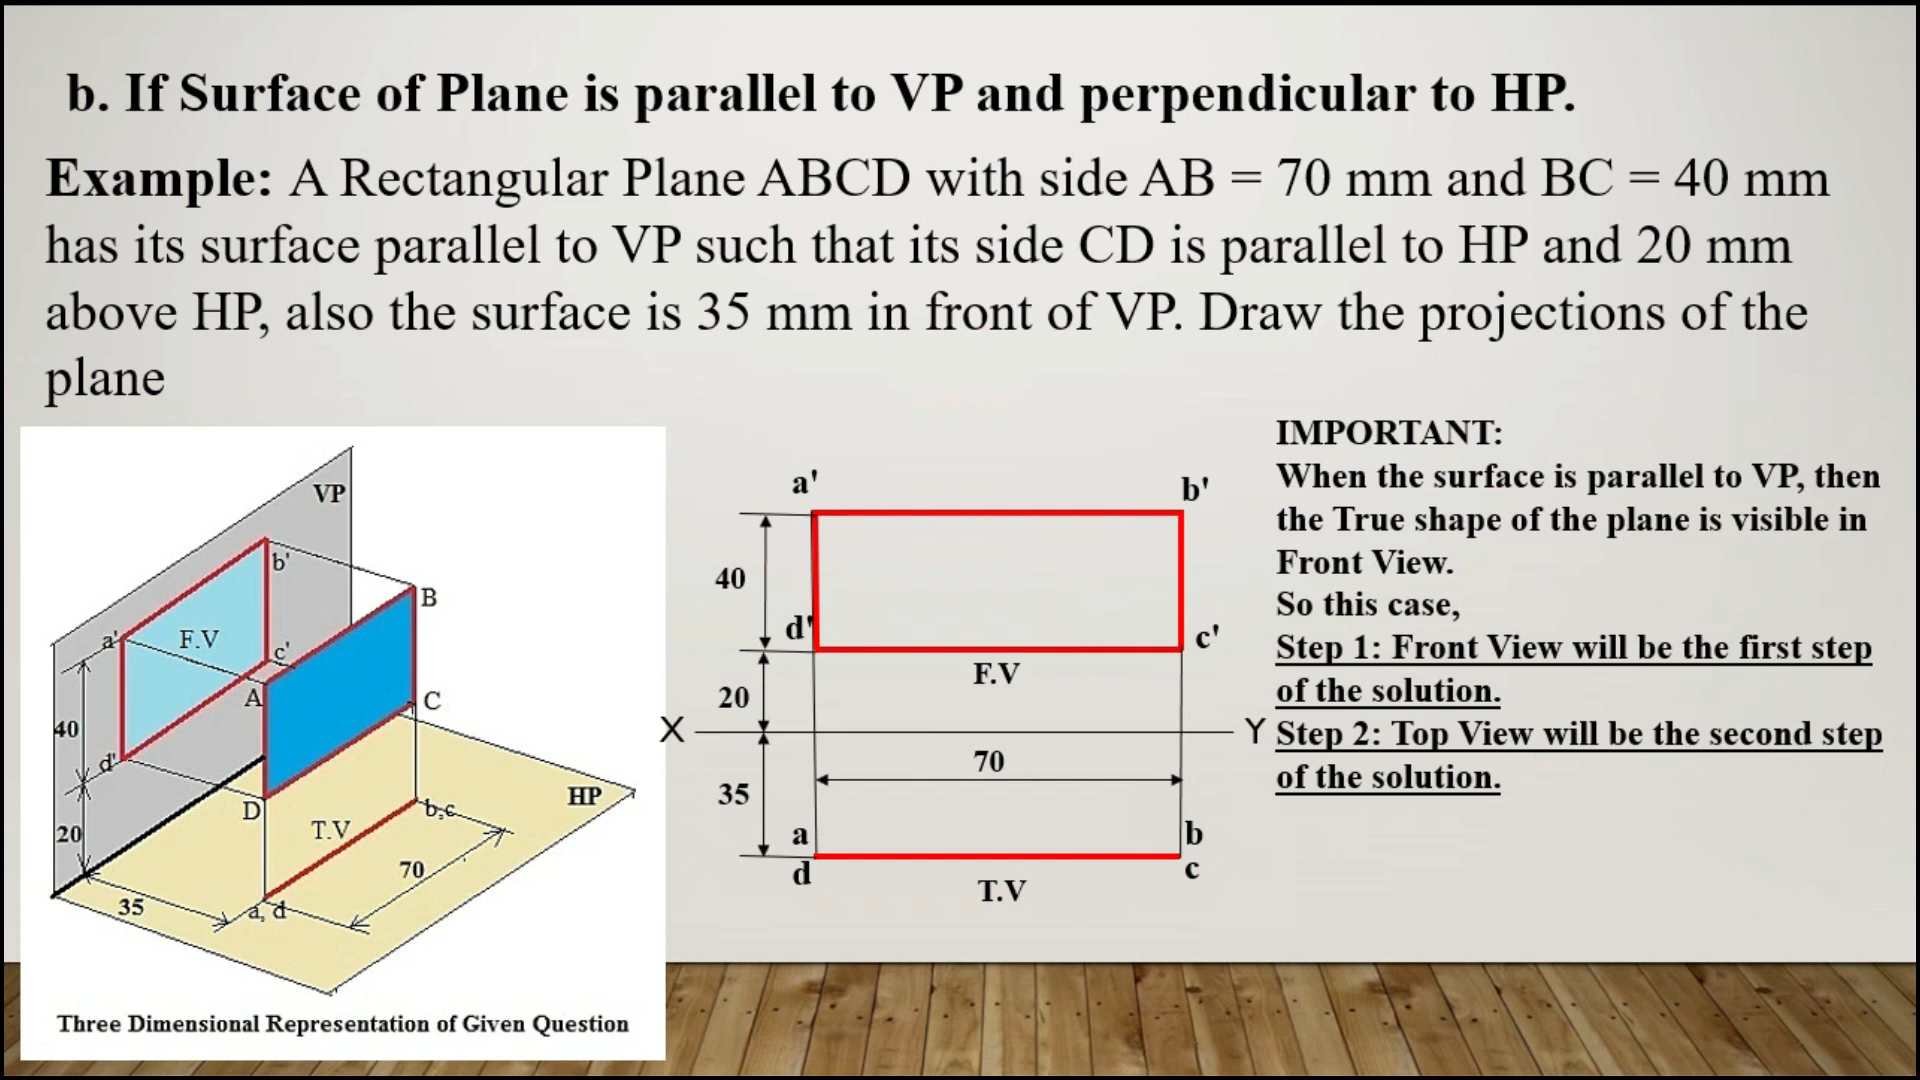 b. If Surface of Plane is parallel to VP and perpendicular to HP.
Example: A Rectangular Plane ABCD with side AB = 70 mm and BC = 40 mm
has its surface parallel to VP such that its side CD is parallel to HP and 20 mm
above HP, also the surface is 35 mm in front of VP. Draw the projections of the
plane
VP
b'
B
a'
F.V
c'
A
C
40
d'
D
HP
20
T.V
b,c
70
35
a, d
Three Dimensional Representation of Given Question
a'
b'
40
d'
c'
F.V
20
X
Y
70
35
a
b
d
c
T.V
IMPORTANT:
When the surface is parallel to VP, then
the True shape of the plane is visible in
Front View.
So this case,
Step 1: Front View will be the first step
of the solution.
Step 2: Top View will be the second step
of the solution.